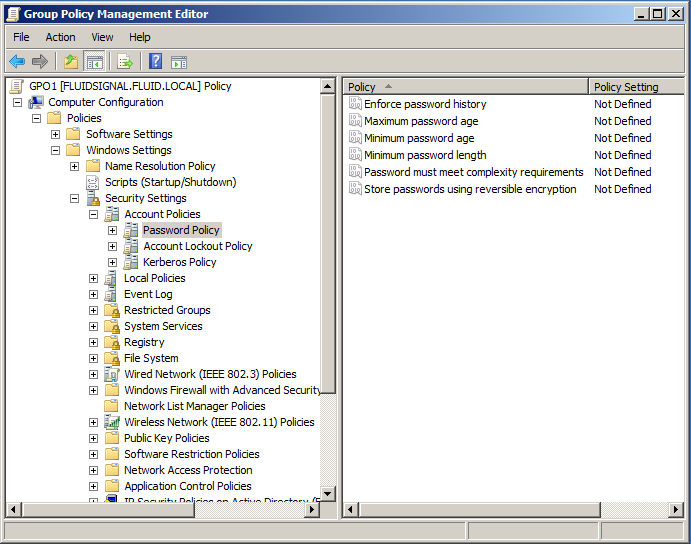 Group Policy Management Editor
File Action View Help
GPO1 [FLUIDSIGNAL.FLUID.LOCAL] Policy
Computer Configuration
Policies
Software Settings
Windows Settings
Name Resolution Policy
Scripts (Startup/Shutdown)
Security Settings
Account Policies
Password Policy
Account Lockout Policy
Kerberos Policy
Local Policies
Event Log
Restricted Groups
System Services
Registry
File System
Wired Network (IEEE 802.3) Policies
Windows Firewall with Advanced Security
Network List Manager Policies
Wireless Network (IEEE 802.11) Policies
Public Key Policies
Software Restriction Policies
Network Access Protection
Application Control Policies
IP Security Policies on Active Directory
Policy Policy Setting
Enforce password history Not Defined
Maximum password age Not Defined
Minimum password age Not Defined
Minimum password length Not Defined
Password must meet complexity requirements Not Defined
Store passwords using reversible encryption Not Defined